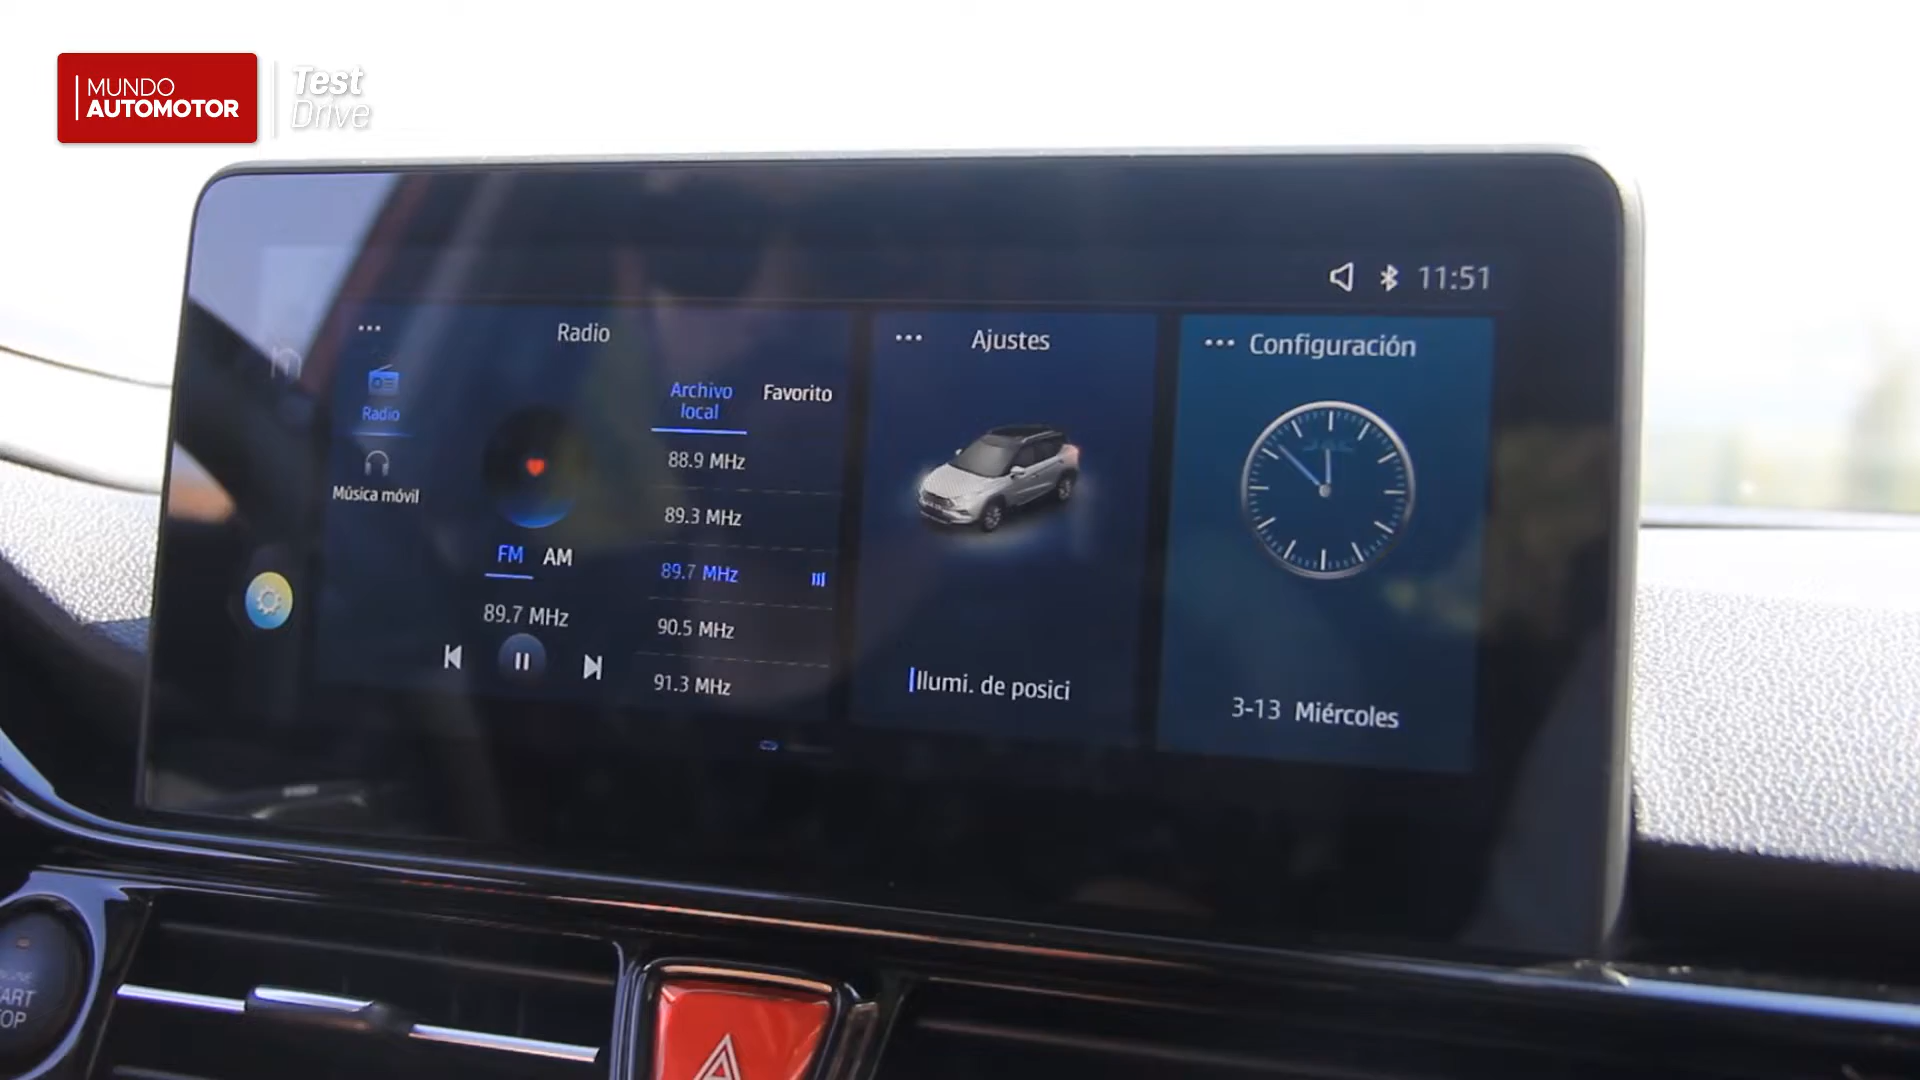 MUNDO
AUTOMOTOR
Test
Drive
11:51
Radio
Ajustes
Configuración
Radio
Música móvil
Archivo
local
Favorito
88.9 MHz
89.3 MHz
89.7 MHz
90.5 MHz
91.3 MHz
FM
AM
89.7 MHz
Ilumi. de posici
JAC
3-13 Miércoles